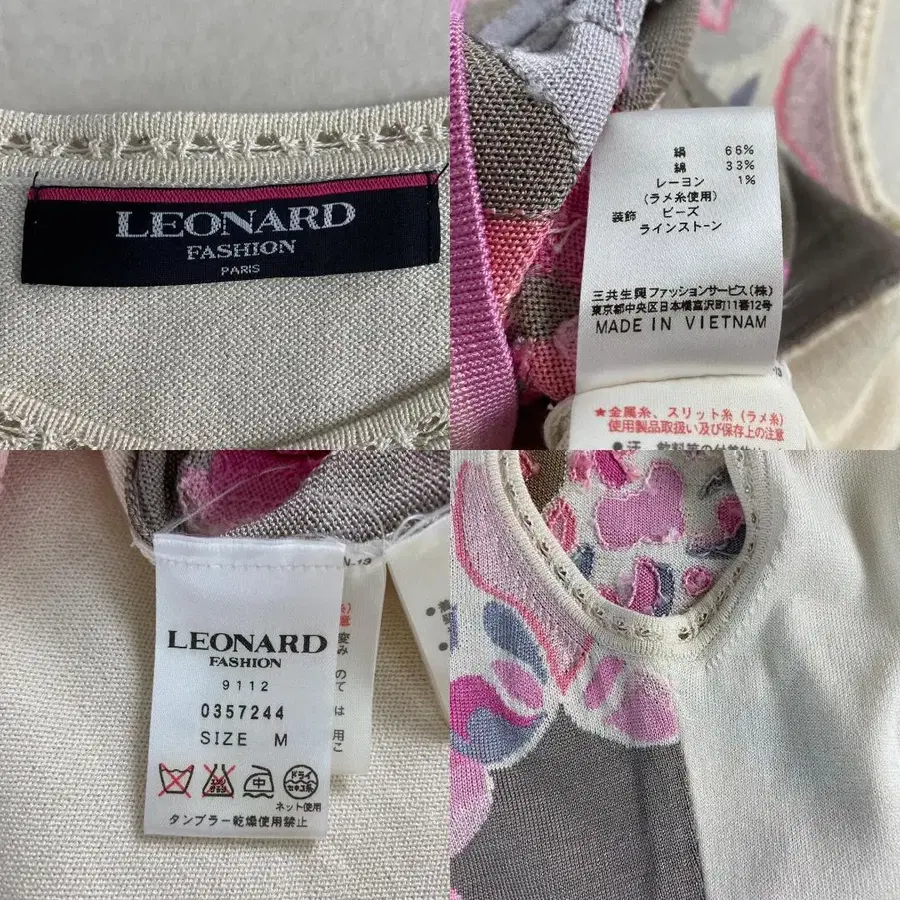 LEONARD
FASHION
PARIS
絹 66%
綿 33%
レーヨン 1%
(ラメ糸使用)
装飾 ビーズ
ラインストーン
三共生興ファッションサービス(株)
東京都中央区日本橋富沢町11番12号
MADE IN VIETNAM
★金属糸、スリット糸(ラメ糸)
使用製品取扱い及び保存上の注意
LEONARD
FASHION
9112
0357244
SIZE M
中
ドライ
セキユ系
ネット使用
タンブラー乾燥使用禁止